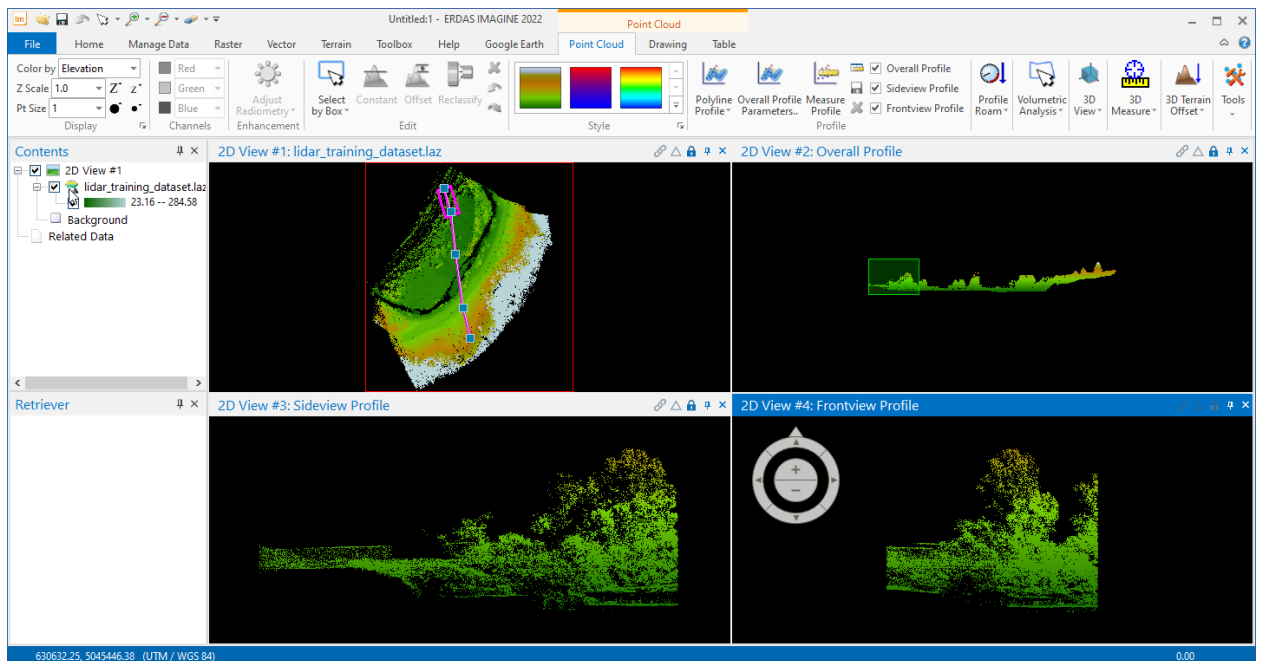 Untitled:1 - ERDAS IMAGINE 2022
Point Cloud
File Home Manage Data Raster Vector Terrain Toolbox Help Google Earth Point Cloud Drawing Table
Color by Elevation
Z Scale 1.0
Pt Size 1
Display
Red
Green
Blue
Channels
Adjust Radiometry
Enhancement
Select by Box
Constant Offset Reclassify
Edit
Style
Polyline Profile
Overall Profile Parameters..
Measure Profile
Overall Profile
Sideview Profile
Frontview Profile
Profile
Profile Roam
Volumetric Analysis
3D View
3D Measure
3D Terrain Offset
Tools
Contents
2D View #1
lidar_training_dataset.laz
23.16 -- 284.58
Background
Related Data
Retriever
2D View #1: lidar_training_dataset.laz
2D View #2: Overall Profile
2D View #3: Sideview Profile
2D View #4: Frontview Profile
630632.25, 5045446.38 (UTM / WGS 84)
0.00